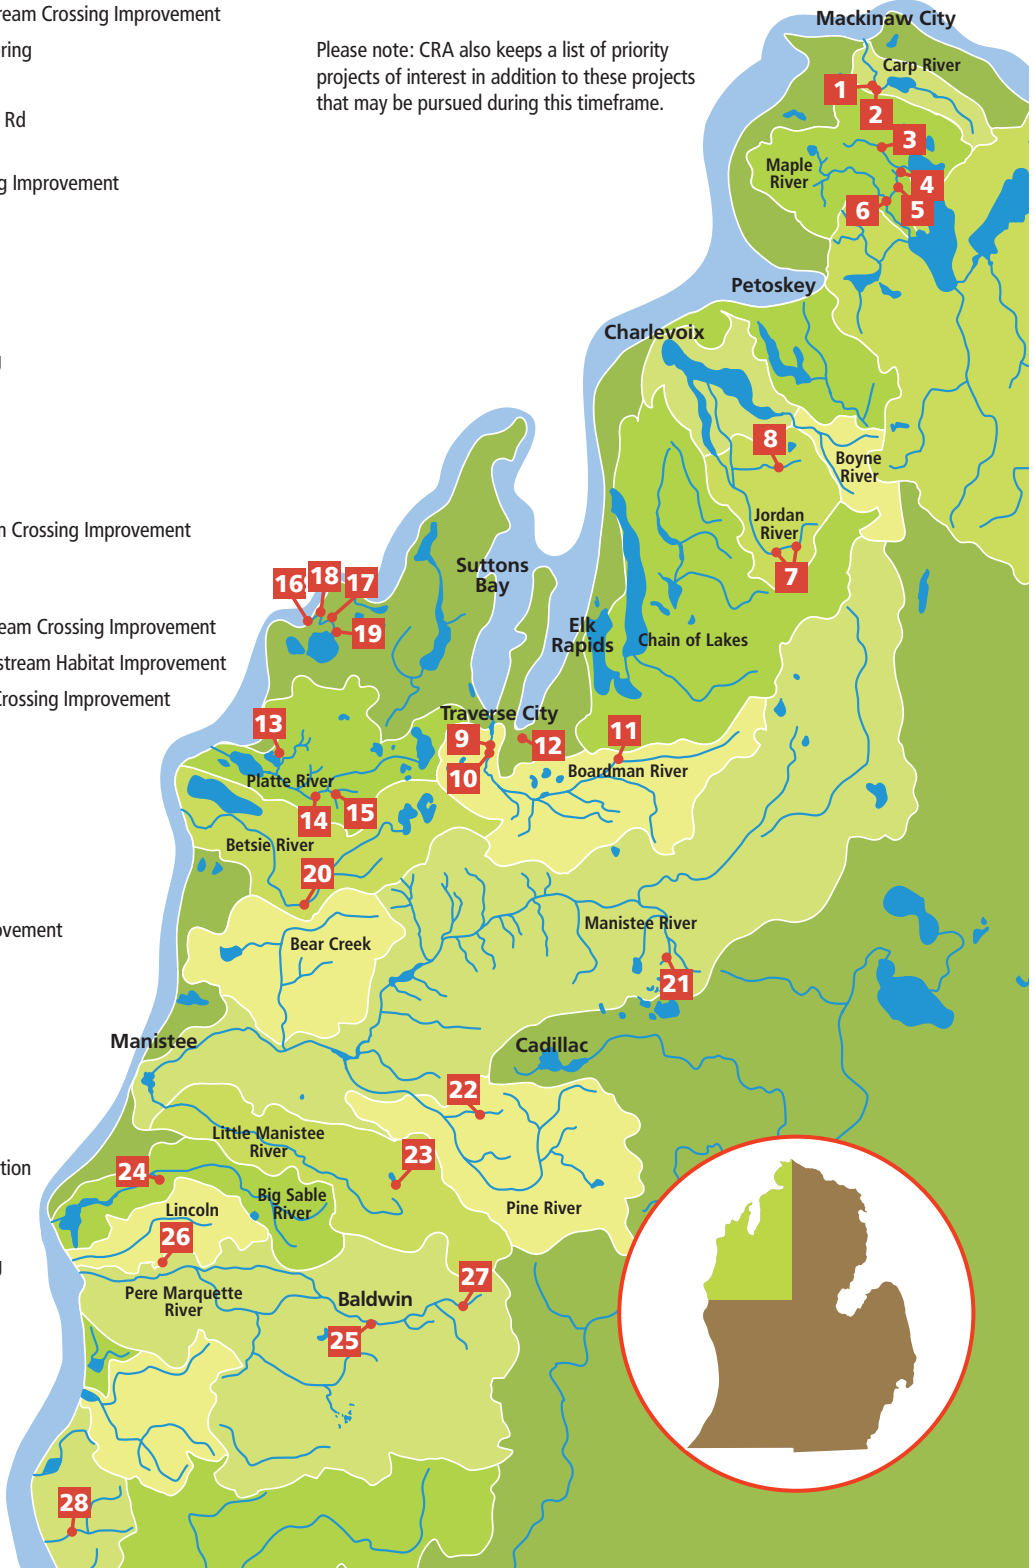 ream Crossing Improvement
ring
Rd
g Improvement
g
m Crossing Improvement
eam Crossing Improvement
stream Habitat Improvement
Crossing Improvement
ovement
tion
g
Please note: CRA also keeps a list of priority
projects of interest in addition to these projects
that may be pursued during this timeframe.
Mackinaw City
Carp River
1
2
3
Maple
River
4
6
5
Petoskey
Charlevoix
8
Boyne
River
Jordan
River
7
Suttons
Bay
16
18
17
19
Elk
Rapids
Chain of Lakes
Traverse City
13
9
12
11
10
Boardman River
Platte River
14
15
Betsie River
20
Manistee River
Bear Creek
21
Manistee
Cadillac
22
Little Manistee
River
23
24
Big Sable
River
Lincoln
Pine River
26
27
Pere Marquette
River
Baldwin
25
28